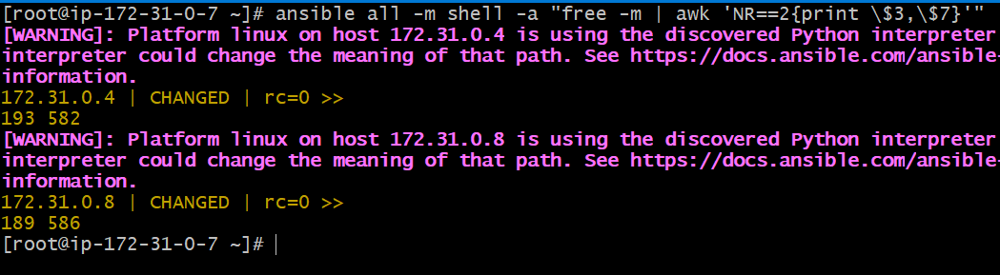 [root@ip-172-31-0-7 ~]# ansible all -m shell -a "free -m | awk 'NR==2{print \$3,\$7}'"
[WARNING]: Platform linux on host 172.31.0.4 is using the discovered Python interpreter
interpreter could change the meaning of that path. See https://docs.ansible.com/ansible-
information.
172.31.0.4 | CHANGED | rc=0 >>
193 582
[WARNING]: Platform linux on host 172.31.0.8 is using the discovered Python interpreter
interpreter could change the meaning of that path. See https://docs.ansible.com/ansible-
information.
172.31.0.8 | CHANGED | rc=0 >>
189 586
[root@ip-172-31-0-7 ~]#